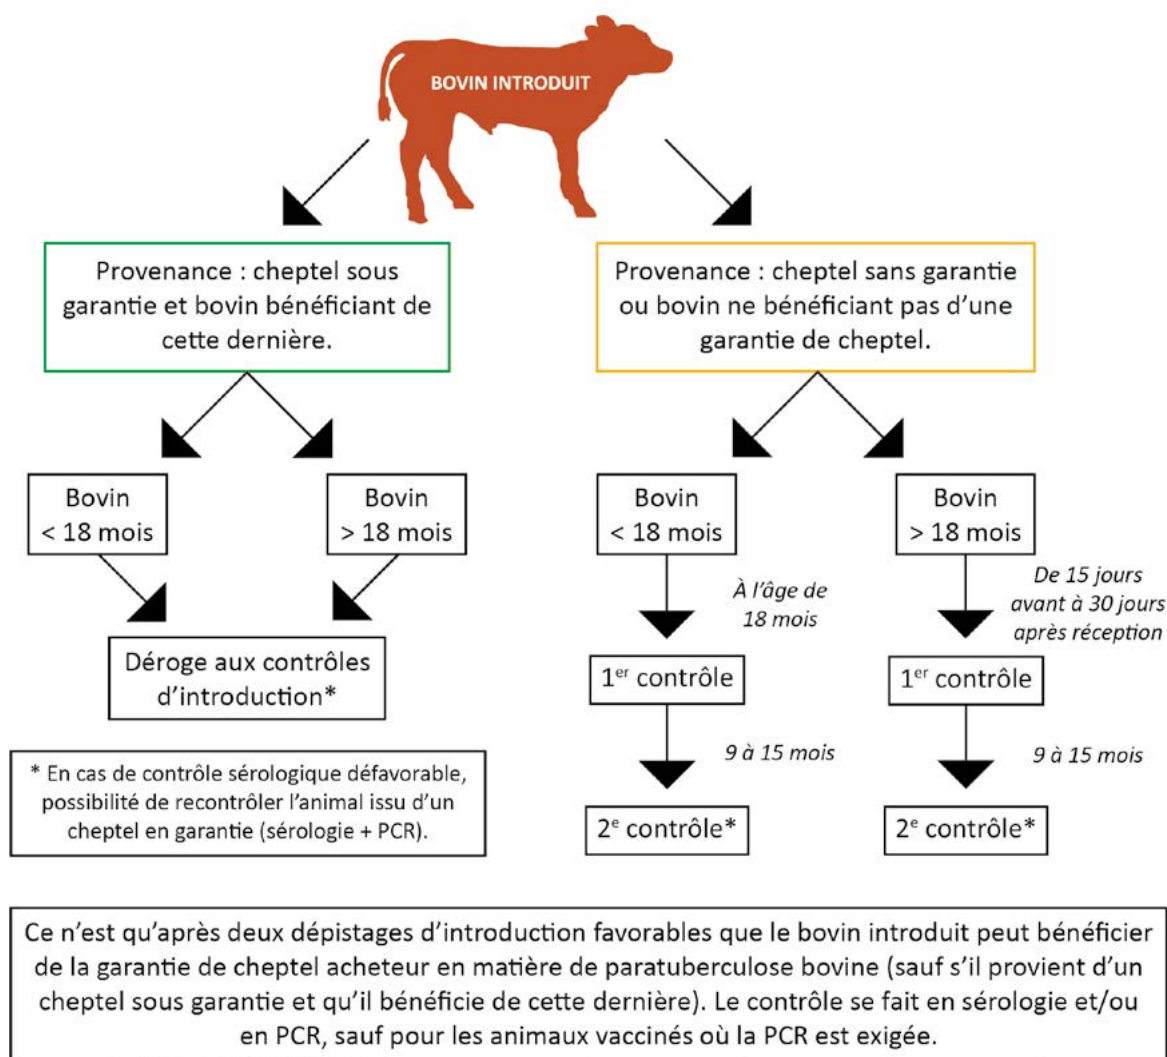 BOVIN INTRODUIT
Provenance : cheptel sous
garantie et bovin bénéficiant de
cette dernière.
Provenance : cheptel sans garantie
ou bovin ne bénéficiant pas d’une
garantie de cheptel.
Bovin
< 18 mois
Bovin
> 18 mois
Bovin
< 18 mois
Bovin
> 18 mois
À l’âge de
18 mois
De 15 jours
avant à 30 jours
après réception
Déroge aux contrôles
d’introduction*
1er contrôle
1er contrôle
9 à 15 mois
9 à 15 mois
* En cas de contrôle sérologique défavorable,
possibilité de recontrôler l’animal issu d’un
cheptel en garantie (sérologie + PCR).
2e contrôle*
2e contrôle*
Ce n’est qu’après deux dépistages d’introduction favorables que le bovin introduit peut bénéficier
de la garantie de cheptel acheteur en matière de paratuberculose bovine (sauf s’il provient d’un
cheptel sous garantie et qu’il bénéficie de cette dernière). Le contrôle se fait en sérologie et/ou
en PCR, sauf pour les animaux vaccinés où la PCR est exigée.